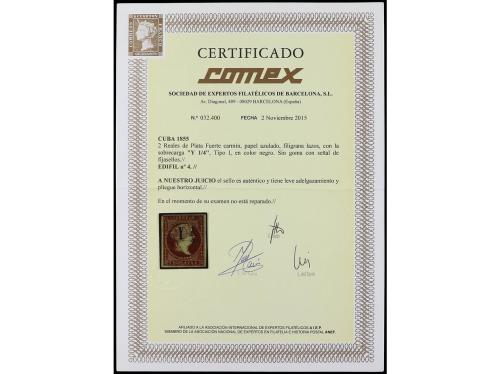 CERTIFICADO
comex
SOCIEDAD DE EXPERTOS FILATÉLICOS DE BARCELONA, S.L.
Av. Diagonal, 489 - 08029 BARCELONA (España)
N.º 032.400 FECHA 2 Noviembre 2015
CUBA 1855
2 Reales de Plata Fuerte carmín, papel azulado, filigrana lazos, con la
sobrecarga "Y 1/4", Tipo 1, en color negro. Sin goma con señal de
fijasellos.//
EDIFIL nº 4. //
A NUESTRO JUICIO el sello es auténtico y tiene leve adelgazamiento y
pliegue horizontal.//
En el momento de su examen no está reparado.//
AFILIADO A LA ASOCIACIÓN INTERNACIONAL DE EXPERTOS FILATÉLICOS A I E P.
MIEMBRO DE LA ASOCIACIÓN NACIONAL DE EXPERTOS EN FILATELIA E HISTORIA POSTAL ANEF.